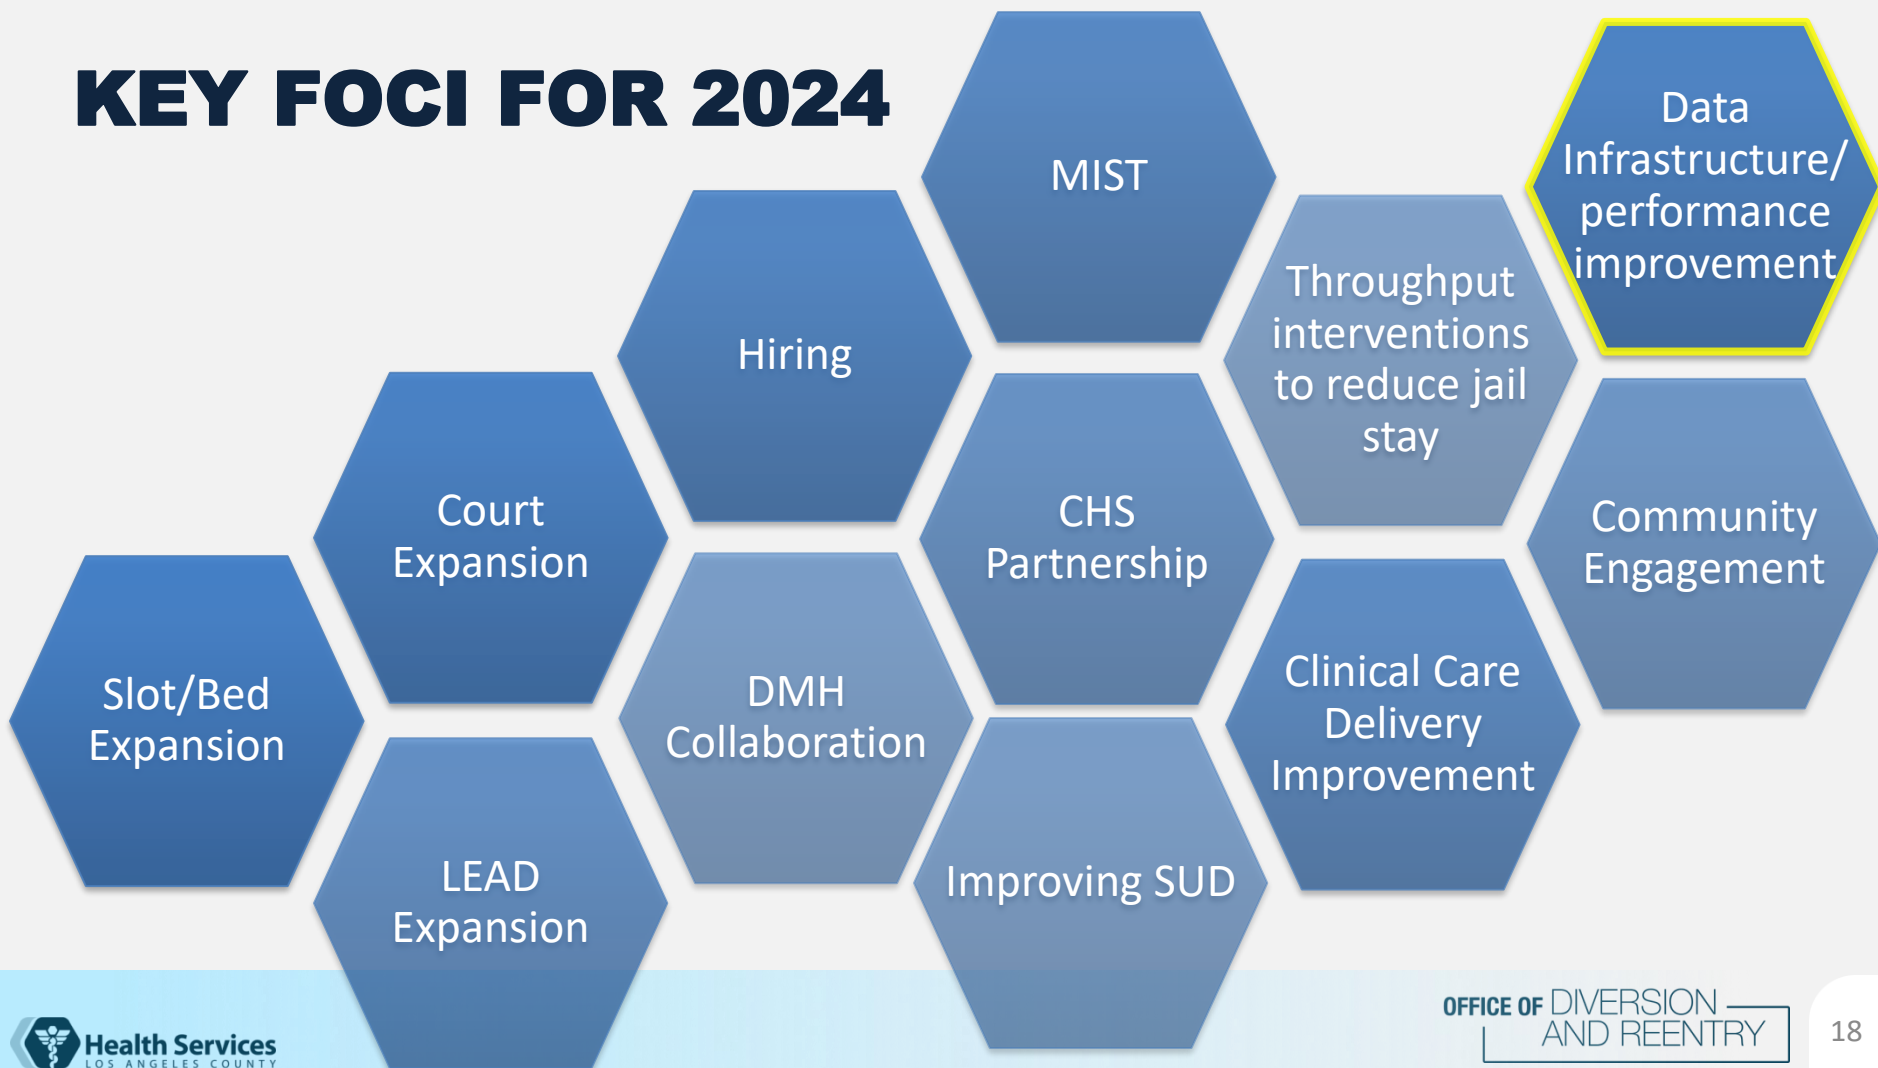 KEY FOCI FOR 2024
MIST
Data
Infrastructure/
performance
improvement
Hiring
Throughput
interventions
to reduce jail
stay
Court
Expansion
CHS
Partnership
Community
Engagement
Slot/Bed
Expansion
DMH
Collaboration
Clinical Care
Delivery
Improvement
LEAD
Expansion
Improving SUD
Health Services
LOS ANGELES COUNTY
OFFICE OF DIVERSION
AND REENTRY
18